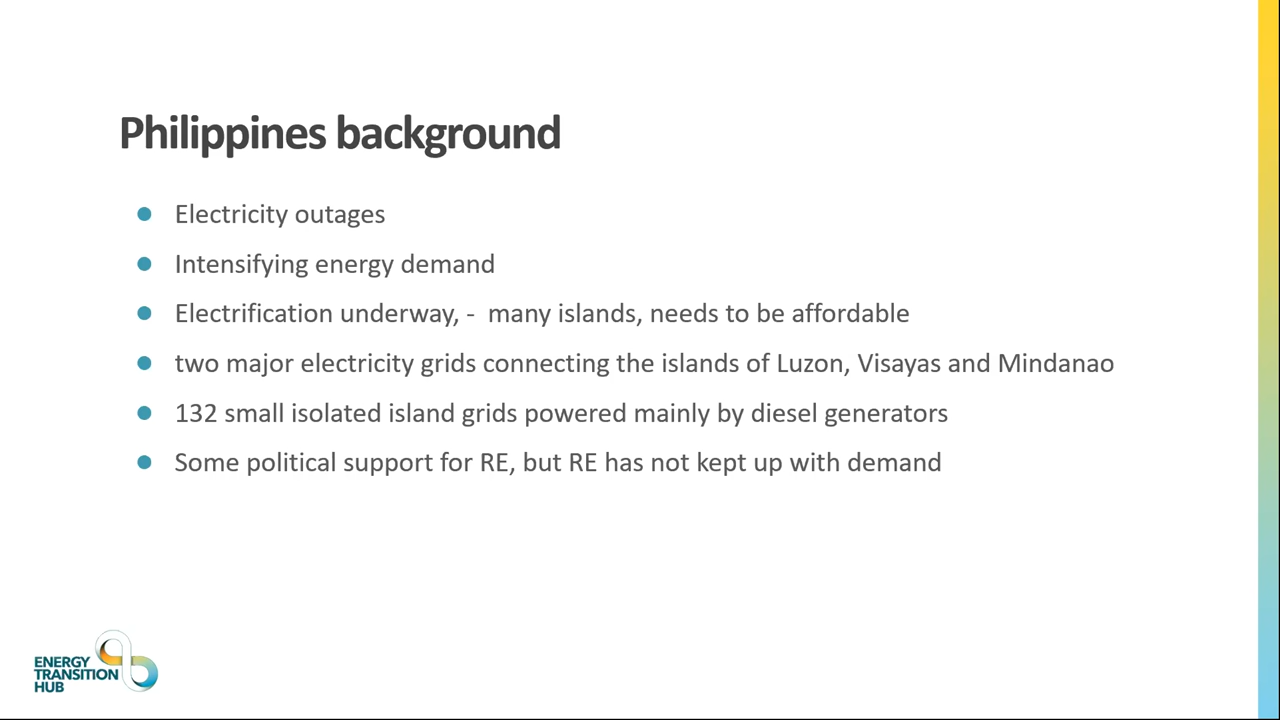 Philippines background
Electricity outages
Intensifying energy demand
Electrification underway, -  many islands, needs to be affordable
two major electricity grids connecting the islands of Luzon, Visayas and Mindanao
132 small isolated island grids powered mainly by diesel generators
Some political support for RE, but RE has not kept up with demand
ENERGY
TRANSITION
HUB